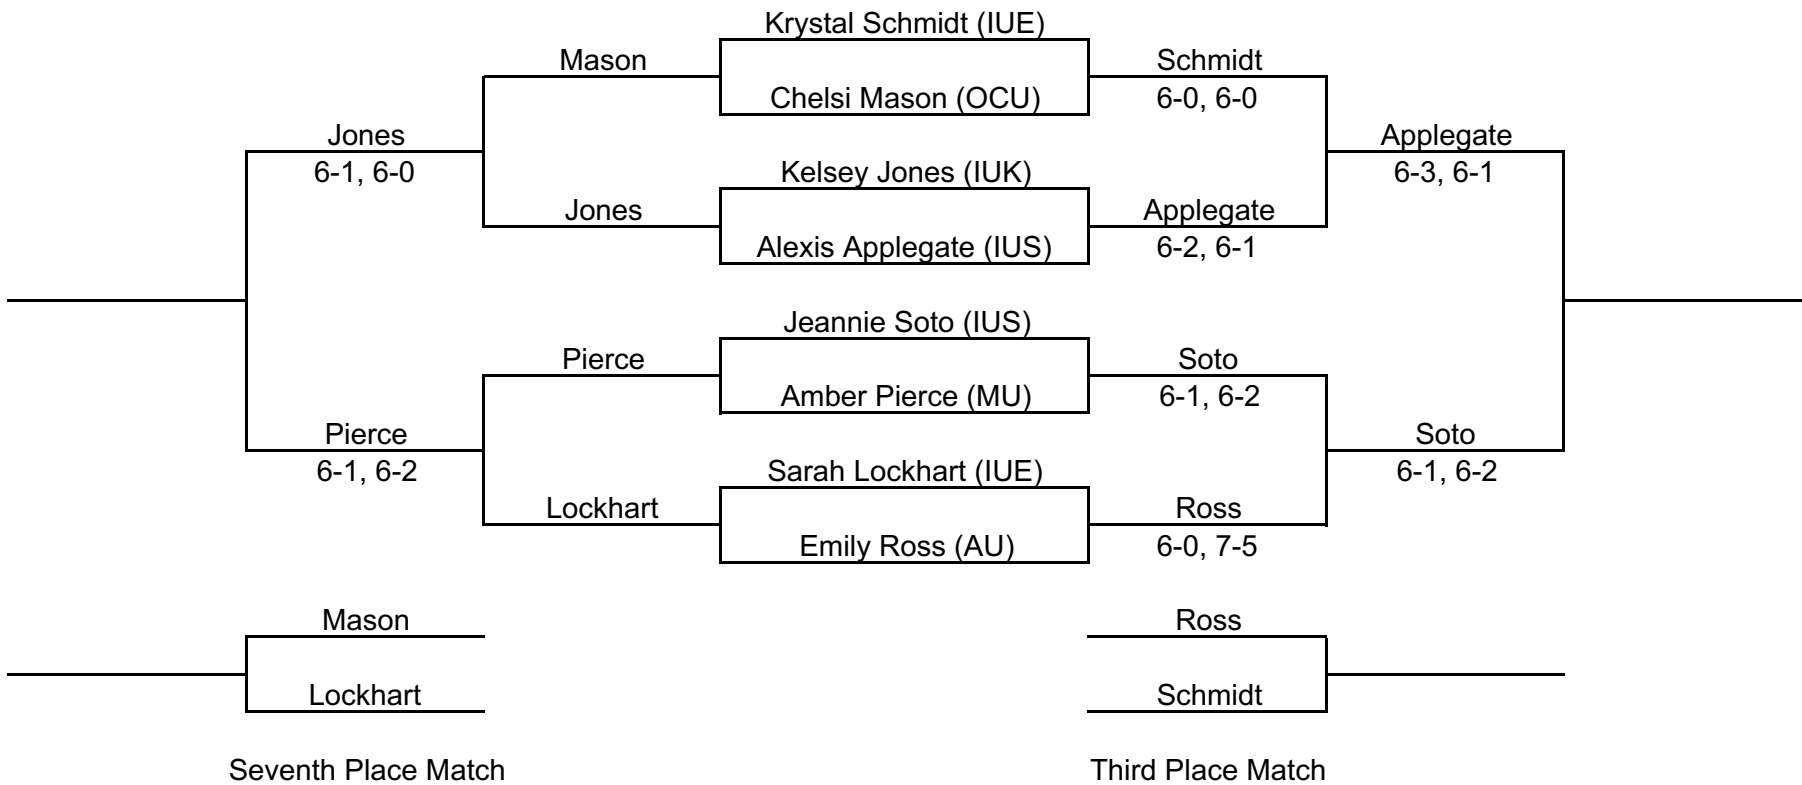 Krystal Schmidt (IUE)
Mason
Schmidt
Chelsi Mason (OCU)
6-0, 6-0
Jones
Applegate
6-1, 6-0
Kelsey Jones (IUK)
6-3, 6-1
Jones
Applegate
Alexis Applegate (IUS)
6-2, 6-1
Jeannie Soto (IUS)
Pierce
Soto
Amber Pierce (MU)
6-1, 6-2
Pierce
Soto
6-1, 6-2
Sarah Lockhart (IUE)
6-1, 6-2
Lockhart
Ross
Emily Ross (AU)
6-0, 7-5
Mason
Ross
Lockhart
Schmidt
Seventh Place Match
Third Place Match